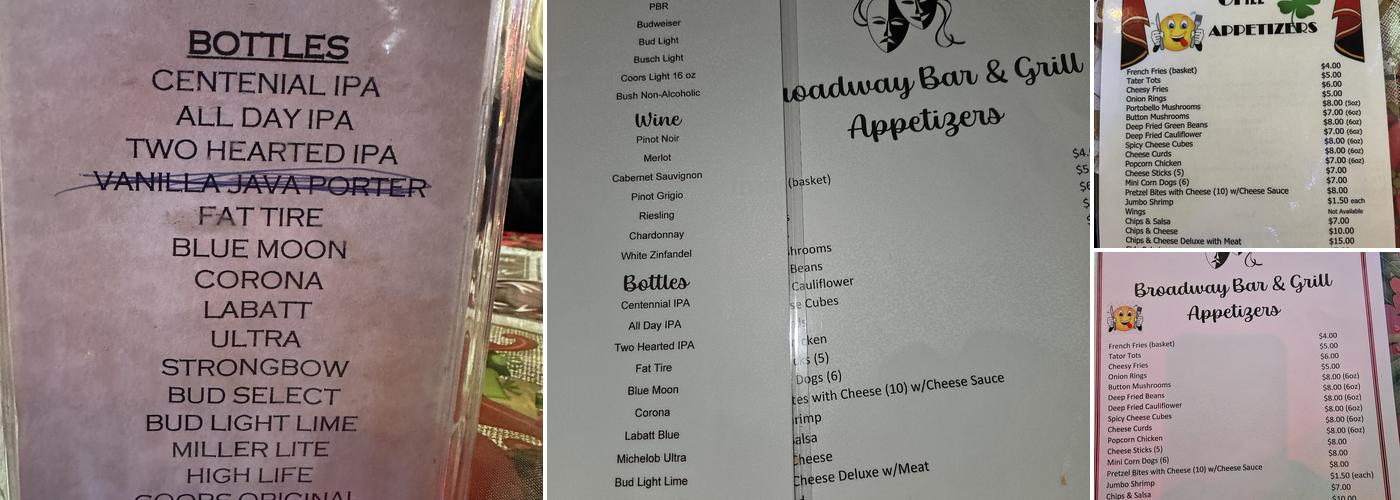 BOTTLES
CENTENIAL IPA
ALL DAY IPA
TWO HEARTED IPA
VANILLA JAVA PORTER
FAT TIRE
BLUE MOON
CORONA
LABATT
ULTRA
STRONGBOW
BUD SELECT
BUD LIGHT LIME
MILLER LITE
HIGH LIFE
COORS ORIGINAL
PBR
Budweiser
Bud Light
Busch Light
Coors Light 16 oz
Bush Non-Alcoholic
Wine
Pinot Noir
Merlot
Cabernet Sauvignon
Pinot Grigio
Riesling
Chardonnay
White Zinfandel
Bottles
Centennial IPA
All Day IPA
Two Hearted IPA
Fat Tire
Blue Moon
Corona
Labatt Blue
Michelob Ultra
Bud Light Lime
roadway Bar & Grill
Appetizers
(basket)
hrooms
Beans
Cauliflower
se Cubes
ds
cken
cks (5)
Dogs (6)
tes with Cheese (10) w/Cheese Sauce
rimp
alsa
Cheese
Cheese Deluxe w/Meat
APPETIZERS
French Fries (basket) $4.00
Tater Tots $5.00
Cheesy Fries $6.00
Onion Rings $5.00
Portobello Mushrooms $8.00 (5oz)
Button Mushrooms $7.00 (6oz)
Deep Fried Green Beans $8.00 (6oz)
Deep Fried Cauliflower $7.00 (6oz)
Spicy Cheese Cubes $8.00 (6oz)
Cheese Curds $8.00 (6oz)
Popcorn Chicken $7.00 (6oz)
Cheese Sticks (5) $7.00
Mini Corn Dogs (6) $7.00
Pretzel Bites with Cheese (10) w/Cheese Sauce $8.00
Jumbo Shrimp $1.50 each
Wings Not Available
Chips & Salsa $7.00
Chips & Cheese $10.00
Chips & Cheese Deluxe with Meat $15.00
Broadway Bar & Grill
Appetizers
French Fries (basket) $4.00
Tater Tots $5.00
Cheesy Fries $6.00
Onion Rings $5.00
Button Mushrooms $8.00 (6oz)
Deep Fried Beans $8.00 (6oz)
Deep Fried Cauliflower $8.00 (6oz)
Spicy Cheese Cubes $8.00 (6oz)
Cheese Curds $8.00 (6oz)
Popcorn Chicken $8.00 (6oz)
Cheese Sticks (5) $8.00
Mini Corn Dogs (6) $8.00
Pretzel Bites with Cheese (10) w/Cheese Sauce $8.00
Jumbo Shrimp $1.50 (each)
Chips & Salsa $7.00